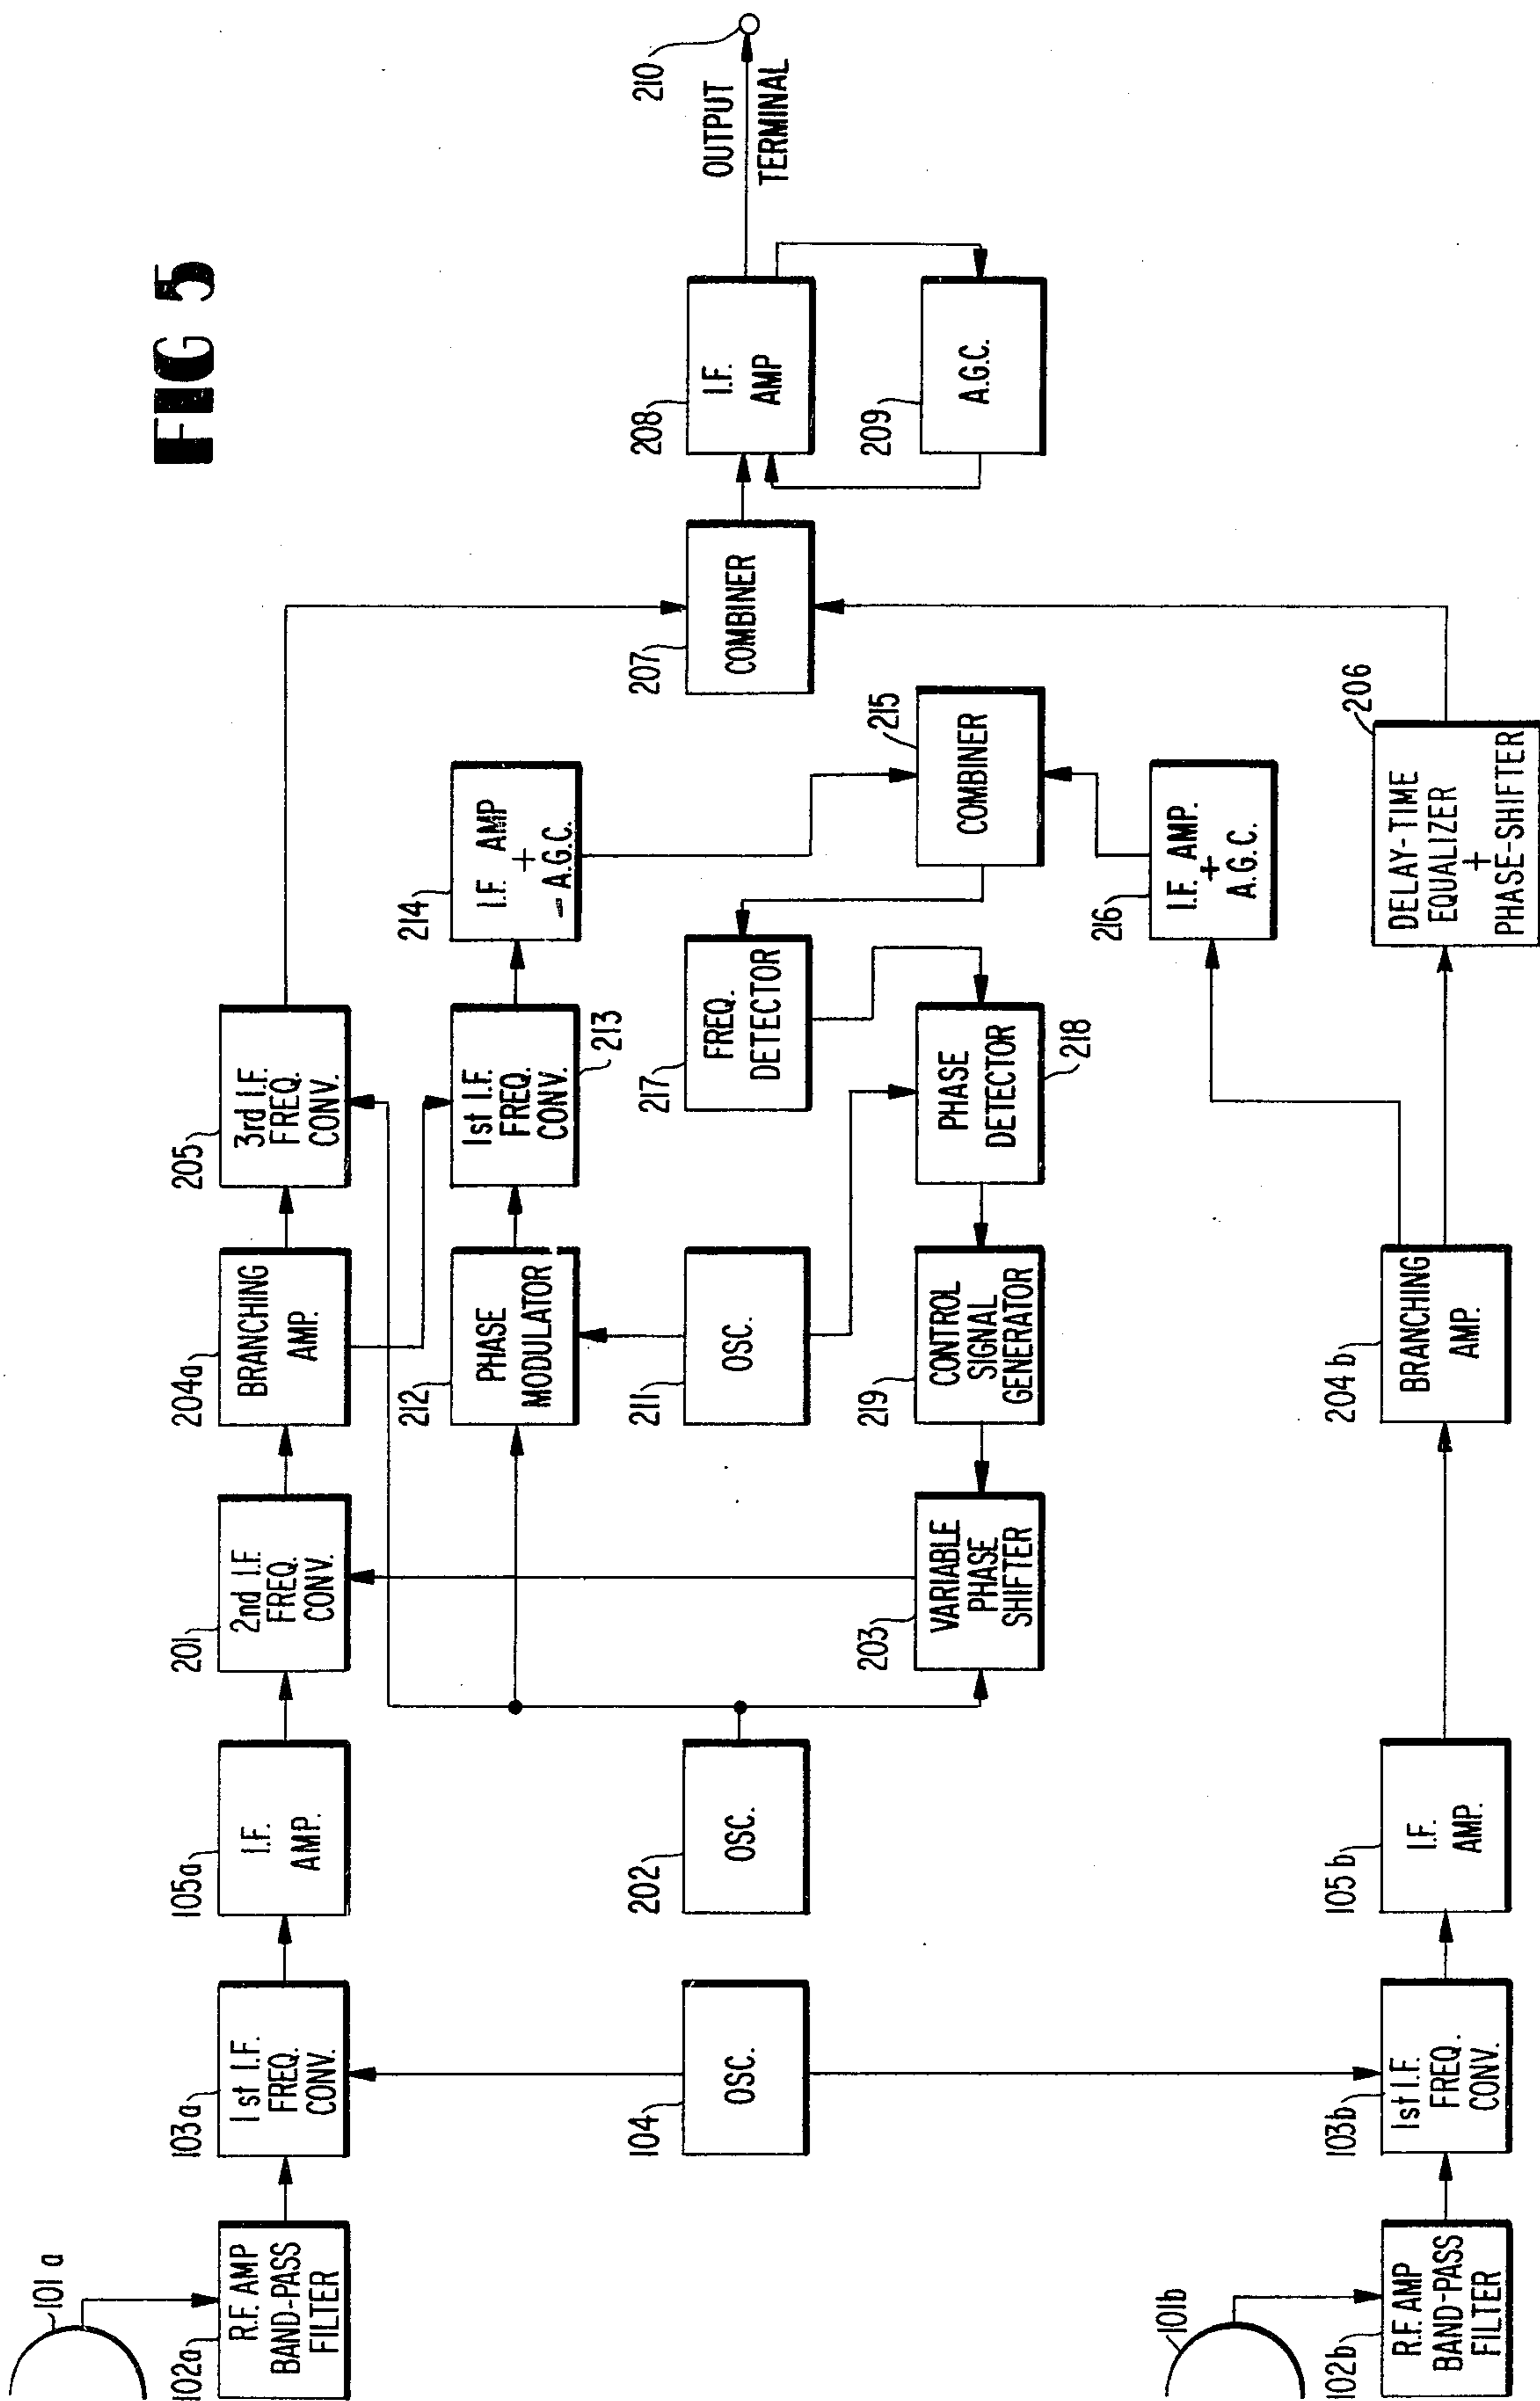 FIG 5
101a
102a
R.F. AMP
BAND-PASS
FILTER
103a
1st I.F.
FREQ.
CONV.
105a
I.F.
AMP.
201
2nd I.F.
FREQ.
CONV.
204a
BRANCHING
AMP.
205
3rd I.F.
FREQ.
CONV.
212
PHASE
MODULATOR
1st I.F.
FREQ.
CONV.
213
214
I.F. AMP
+
A.G.C.
104
OSC.
202
OSC.
211
OSC.
217
FREQ.
DETECTOR
207
COMBINER
208
I.F.
AMP
210
OUTPUT
TERMINAL
203
VARIABLE
PHASE
SHIFTER
219
CONTROL
SIGNAL
GENERATOR
PHASE
DETECTOR
218
215
COMBINER
209
A.G.C.
216
I.F. AMP.
+
A.G.C.
101b
102b
R.F. AMP
BAND-PASS
FILTER
103b
1st I.F.
FREQ.
CONV.
105b
I.F.
AMP.
204b
BRANCHING
AMP.
206
DELAY-TIME
EQUALIZER
+
PHASE-SHIFTER